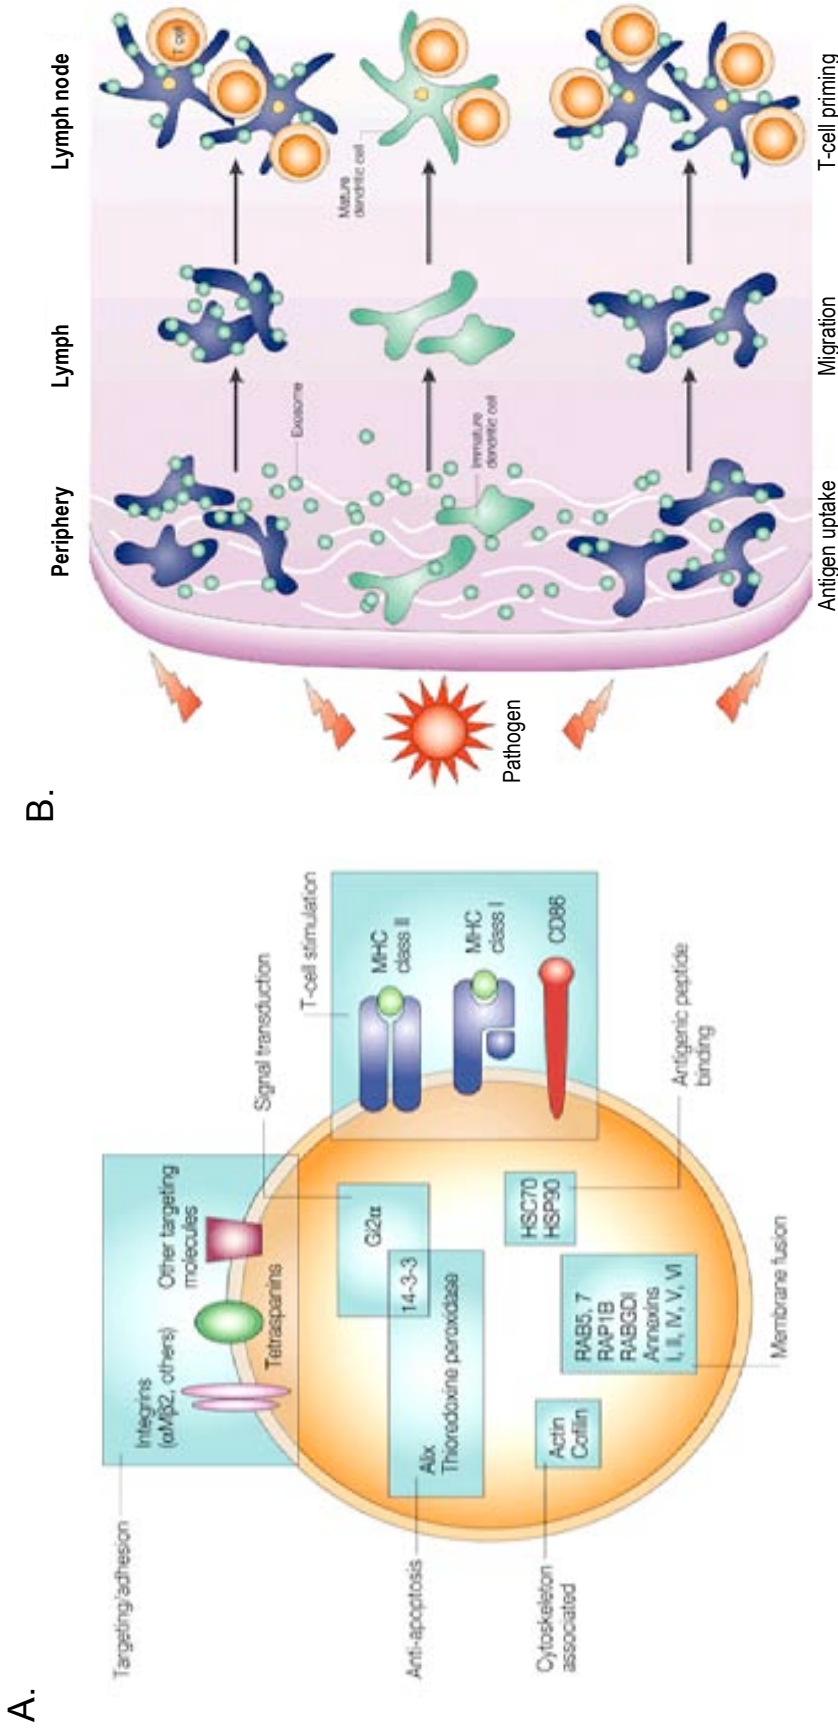 A.
Targeting/adhesion
Integrins
(αMβ2, others)
Other targeting
molecules
Tetraspanins
Signal transduction
T-cell stimulation
Gi2α
14-3-3
MHC
class II
MHC
class I
CD86
Anti-apoptosis
Alix
Thioredoxine peroxidase
HSC70
HSP90
Antigenic peptide
binding
Cytoskeleton
associated
Actin
Cofilin
RAB5, 7
RAP1B
RABGDI
Annexins
I, II, IV, V, VI
Membrane fusion
B.
Periphery
Lymph
Lymph node
T cell
Exosome
Mature
dendritic cell
Immature
dendritic cell
Pathogen
Antigen uptake
Migration
T-cell priming